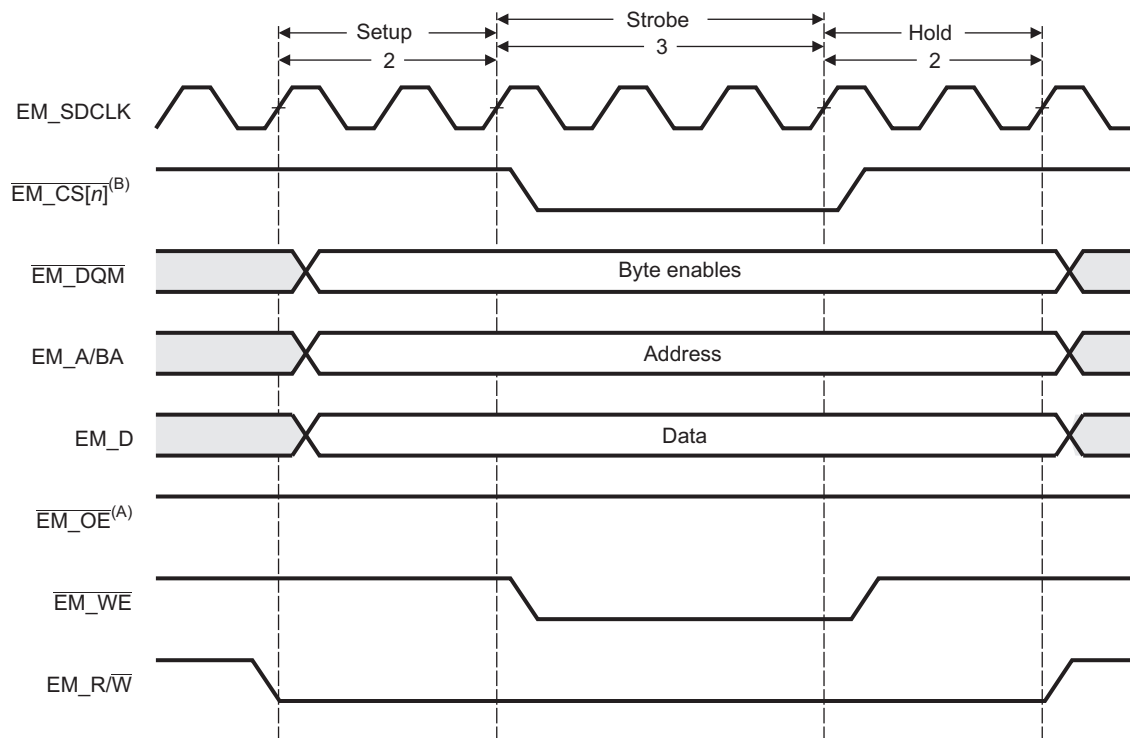 Setup
Strobe
Hold
2
3
2
EM_SDCLK
EM_CS[n](B)
EM_DQM
Byte enables
EM_A/BA
Address
EM_D
Data
EM_OE(A)
EM_WE
EM_R/W